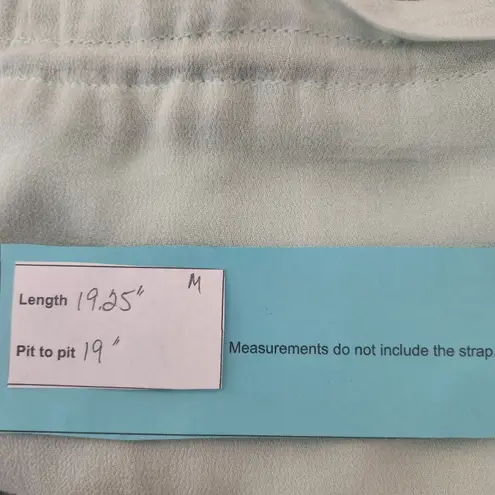 M
Length 19.25"
Pit to pit 19"
Measurements do not include the strap